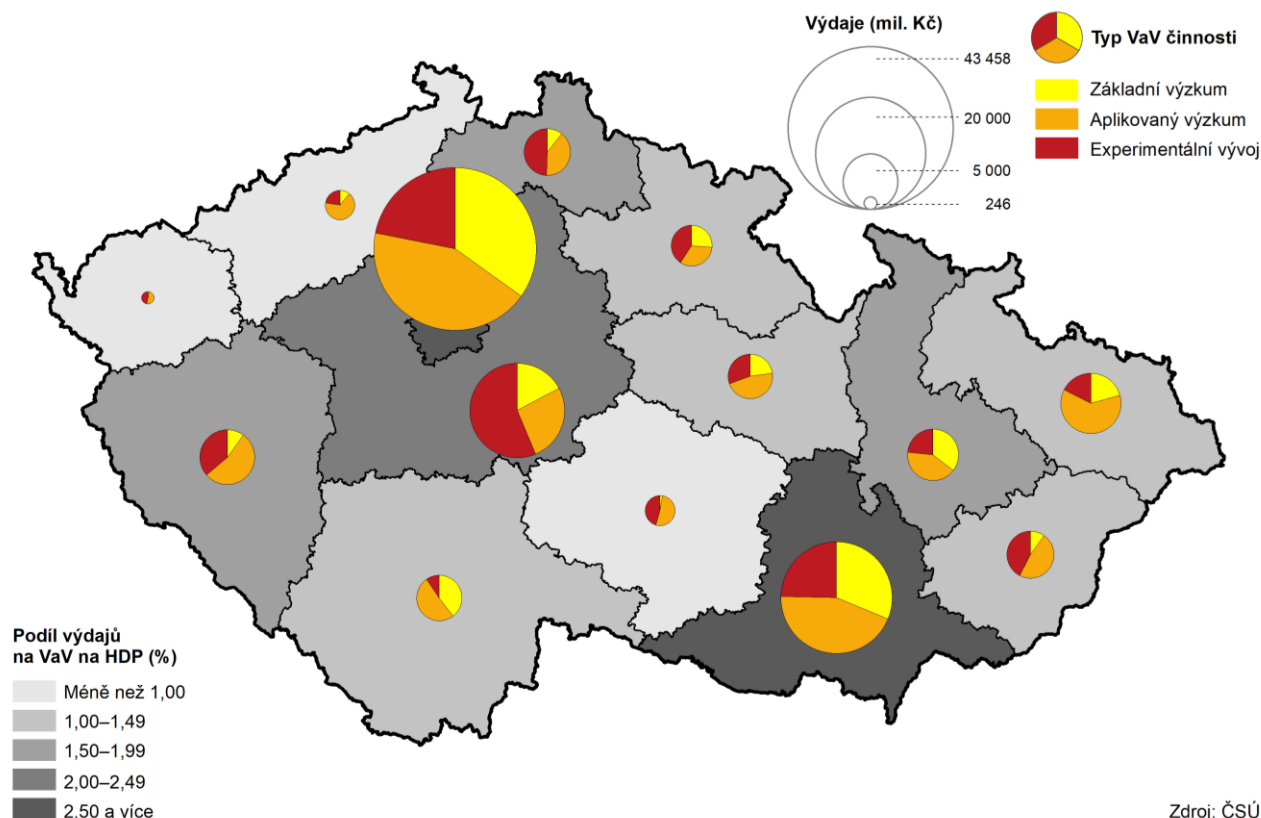 Výdaje (mil. Kč)
43 458
20 000
5 000
246
Typ VaV činnosti
Základní výzkum
Aplikovaný výzkum
Experimentální vývoj
Podíl výdajů
na VaV na HDP (%)
Méně než 1,00
1,00–1,49
1,50–1,99
2,00–2,49
2,50 a více
Zdroj: ČSÚ